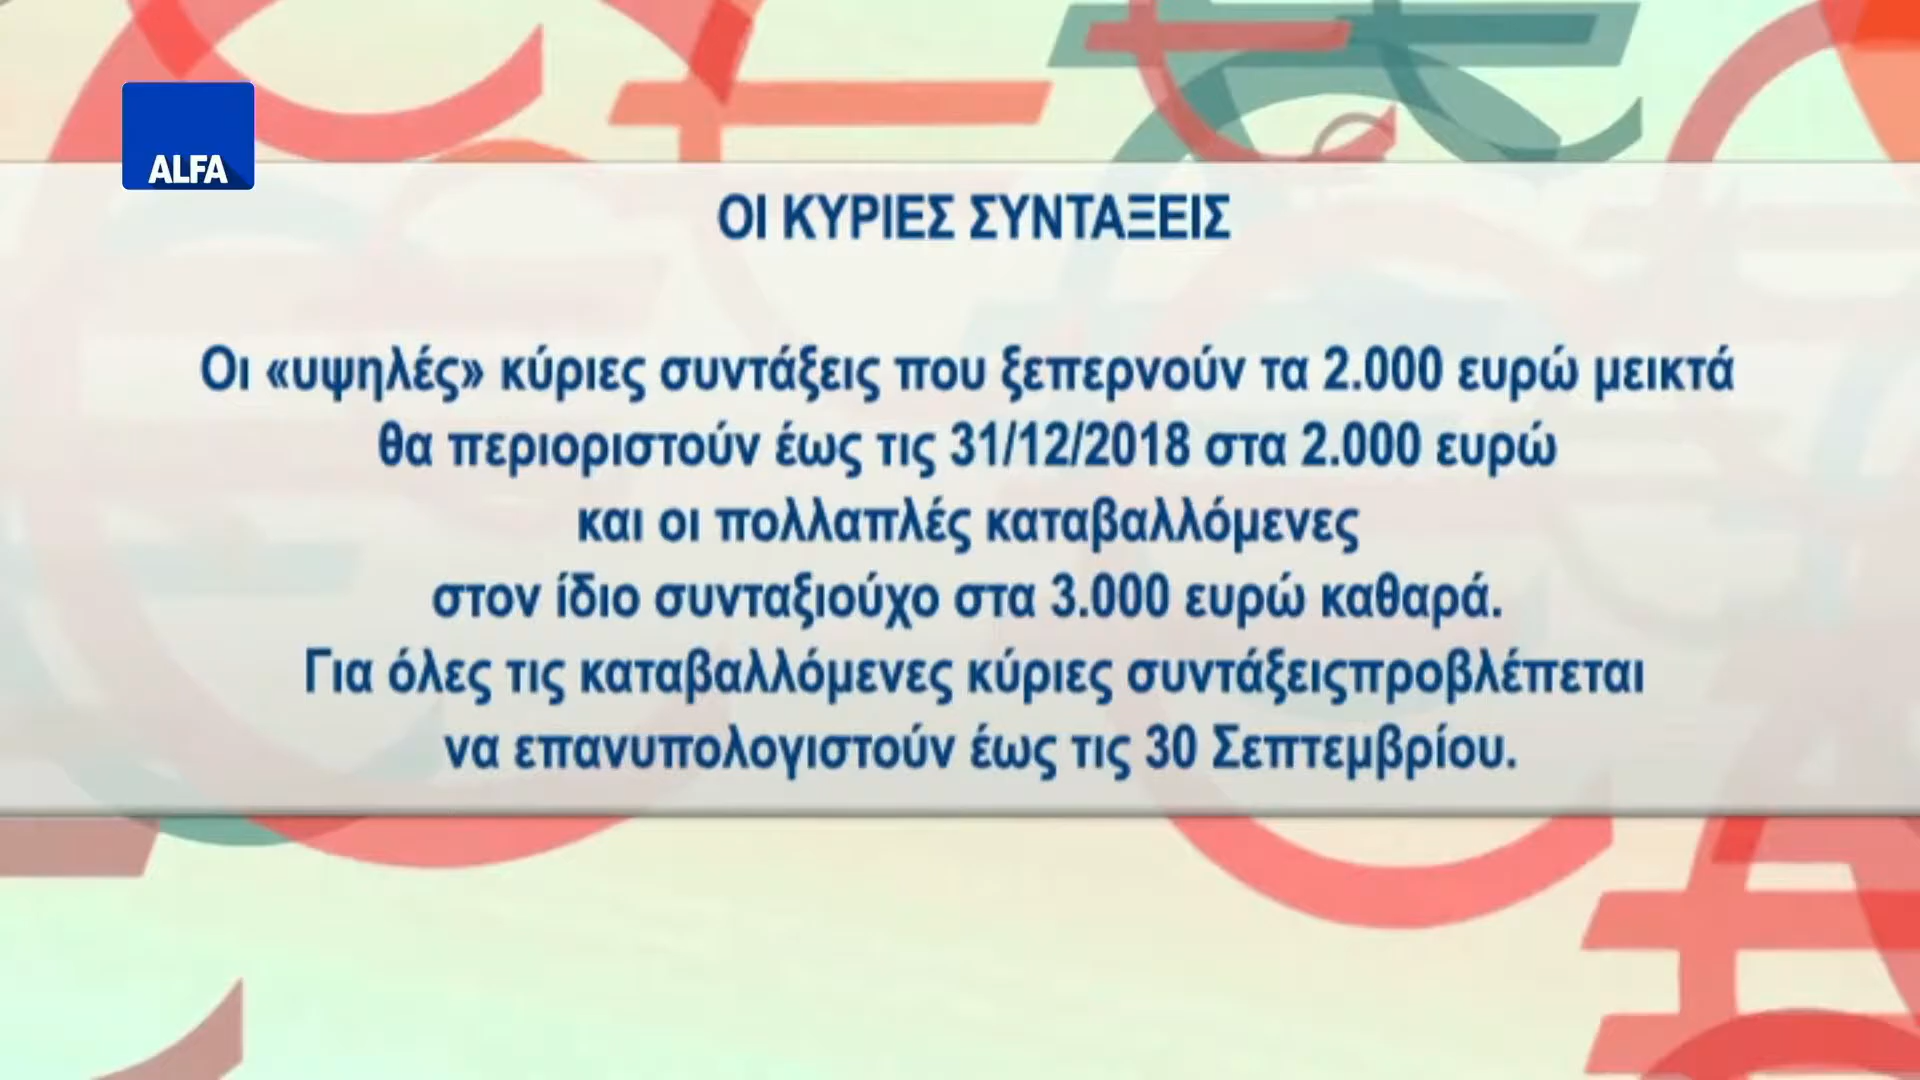 ALFA
ΟΙ ΚΥΡΙΕΣ ΣΥΝΤΑΞΕΙΣ
Οι «υψηλές» κύριες συντάξεις που ξεπερνούν τα 2.000 ευρώ μεικτά
θα περιοριστούν έως τις 31/12/2018 στα 2.000 ευρώ
και οι πολλαπλές καταβαλλόμενες
στον ίδιο συνταξιούχο στα 3.000 ευρώ καθαρά.
Για όλες τις καταβαλλόμενες κύριες συντάξειςπροβλέπεται
να επανυπολογιστούν έως τις 30 Σεπτεμβρίου.